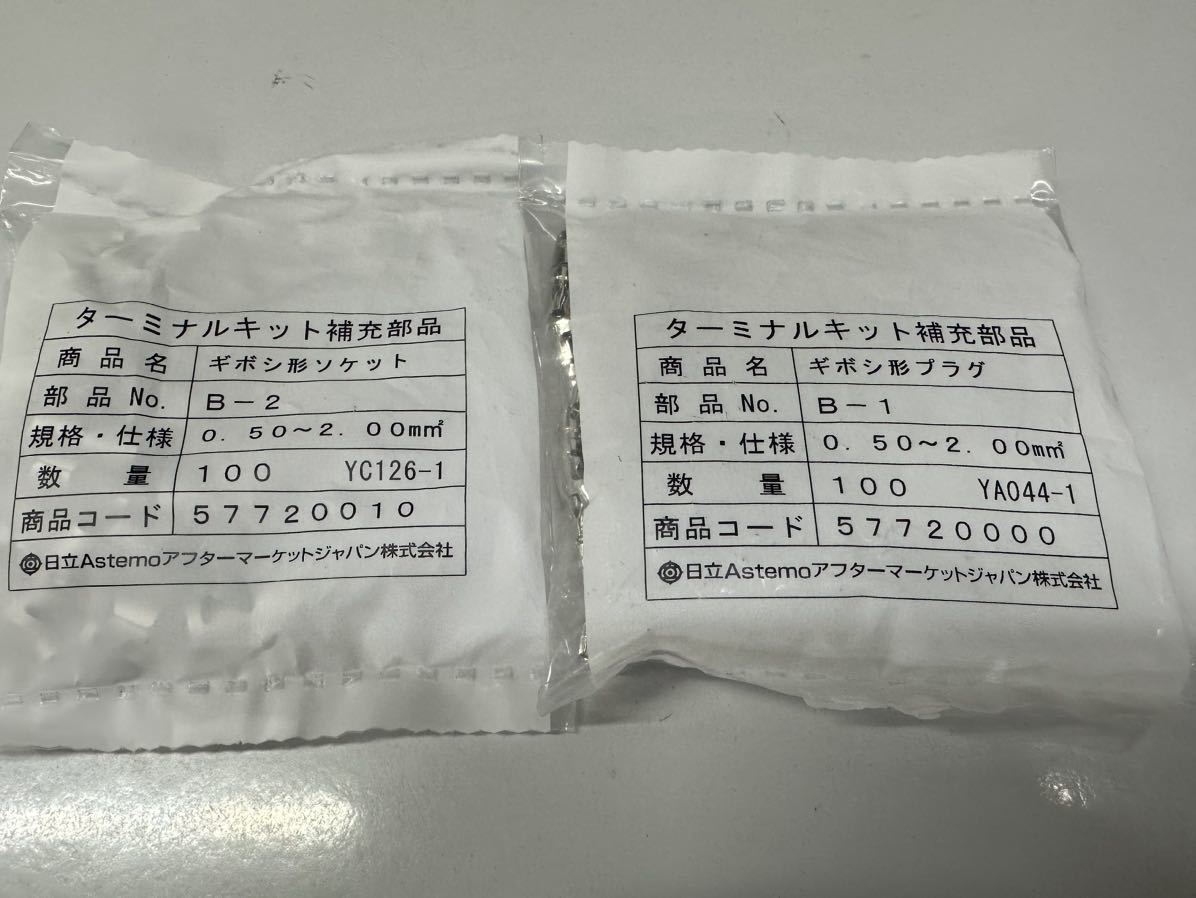 ターミナルキット補充部品
商品名 ギボシ形ソケット
部品No. B-2
規格・仕様 0.50~2.00m㎡
数量 100 YC126-1
商品コード 57720010
日立Astemoアフターマーケットジャパン株式会社
ターミナルキット補充部品
商品名 ギボシ形プラグ
部品No. B-1
規格・仕様 0.50~2.00m㎡
数量 100 YA044-1
商品コード 57720000
日立Astemoアフターマーケットジャパン株式会社